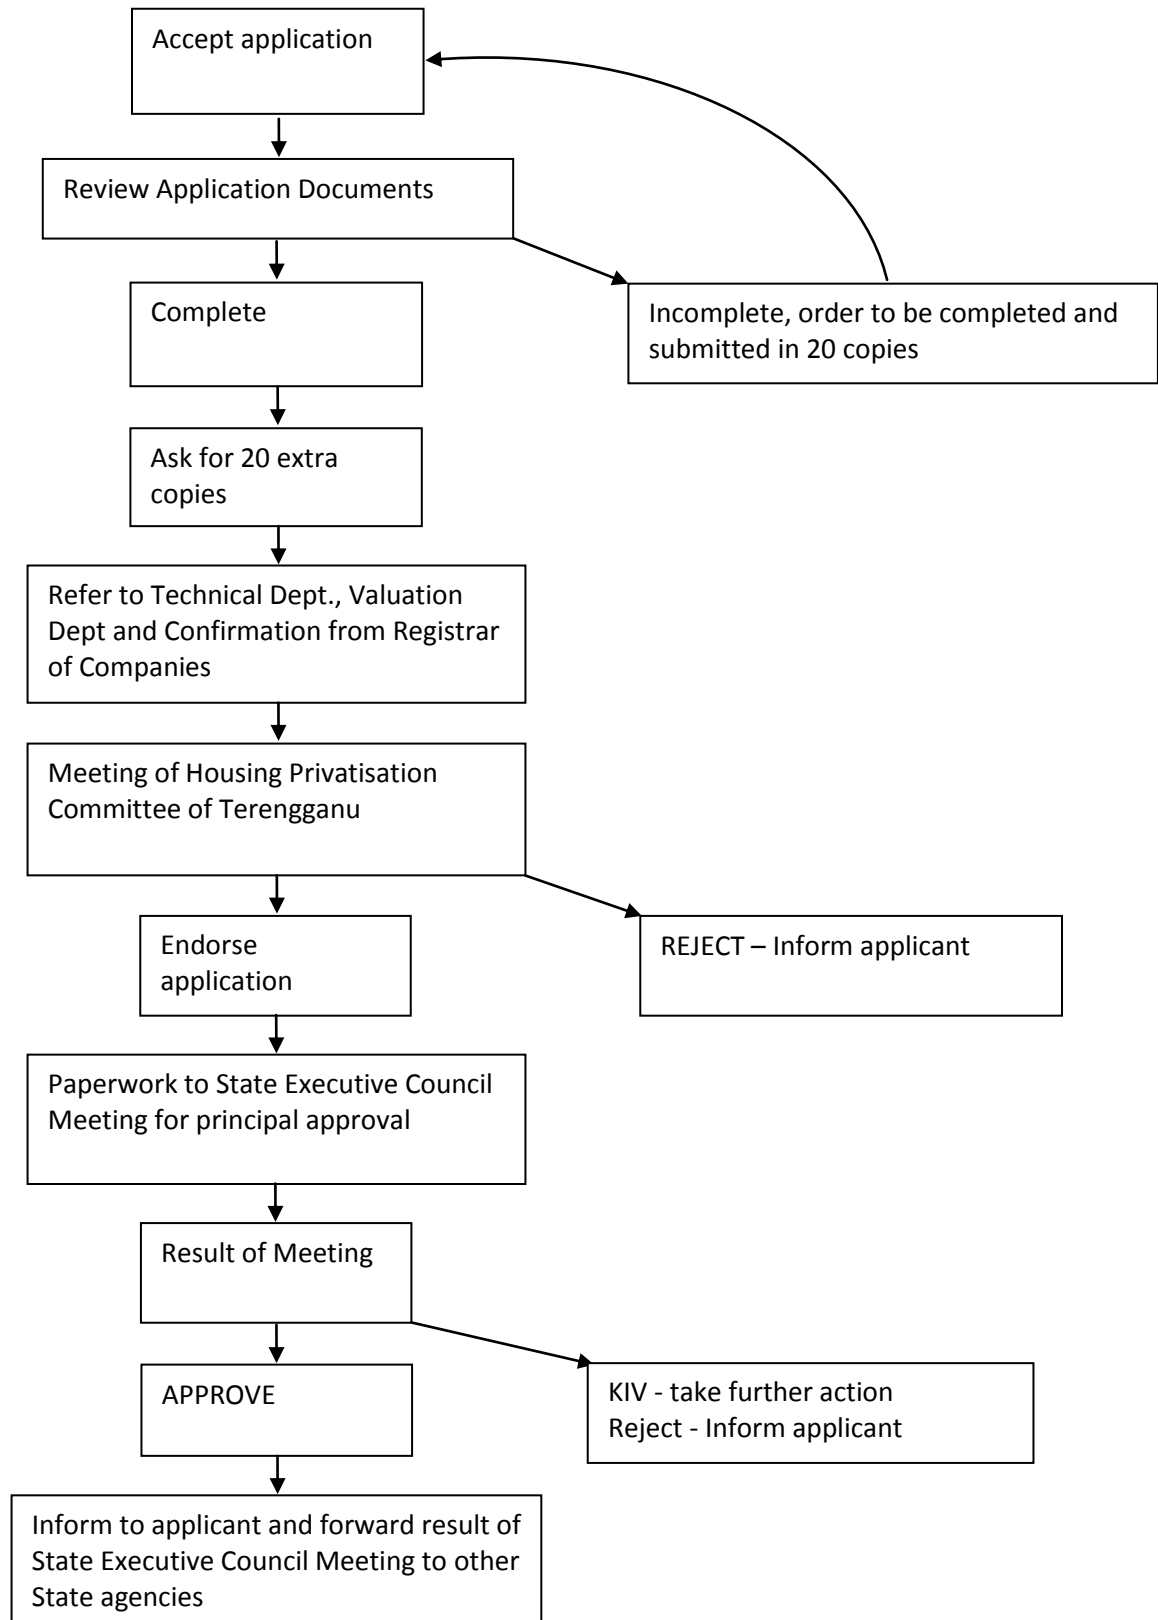 Accept application
Review Application Documents
Complete
Incomplete, order to be completed and
submitted in 20 copies
Ask for 20 extra
copies
Refer to Technical Dept., Valuation
Dept and Confirmation from Registrar
of Companies
Meeting of Housing Privatisation
Committee of Terengganu
Endorse
application
REJECT – Inform applicant
Paperwork to State Executive Council
Meeting for principal approval
Result of Meeting
APPROVE
KIV - take further action
Reject - Inform applicant
Inform to applicant and forward result of
State Executive Council Meeting to other
State agencies